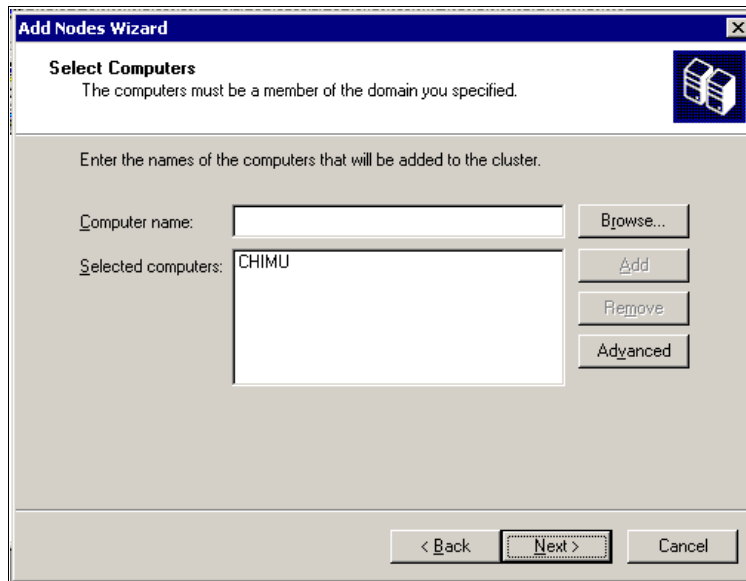 Add Nodes Wizard
Select Computers
The computers must be a member of the domain you specified.
Enter the names of the computers that will be added to the cluster.
Computer name:
Browse...
Selected computers:
CHIMU
Add
Remove
Advanced
< Back
Next >
Cancel